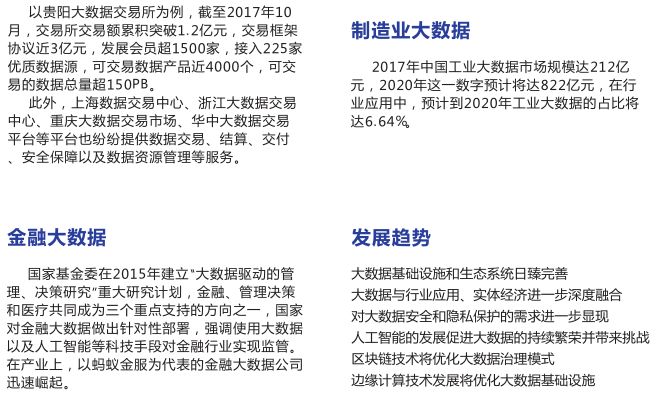 以贵阳大数据交易所为例，截至2017年10
月，交易所交易额累积突破1.2亿元，交易框架
协议近3亿元，发展会员超1500家，接入225家
优质数据源，可交易数据产品近4000个，可交
易的数据总量超150PB。
此外，上海数据交易中心、浙江大数据交易
中心、重庆大数据交易市场、华中大数据交易
平台等平台也纷纷提供数据交易、结算、交付
、安全保障以及数据资源管理等服务。
制造业大数据
2017年中国工业大数据市场规模达212亿
元，2020年这一数字预计将达822亿元，在行
业应用中，预计到2020年工业大数据的占比将
达6.64%。
金融大数据
国家基金委在2015年建立“大数据驱动的管
理、决策研究”重大研究计划，金融、管理决策
和医疗共同成为三个重点支持的方向之一，国家
对金融大数据做出针对性部署，强调使用大数据
以及人工智能等科技手段对金融行业实现监管。
在产业上，以蚂蚁金服为代表的金融大数据公司
迅速崛起。
发展趋势
大数据基础设施和生态系统日臻完善
大数据与行业应用、实体经济进一步深度融合
对大数据安全和隐私保护的需求进一步显现
人工智能的发展促进大数据的持续繁荣并带来挑战
区块链技术将优化大数据治理模式
边缘计算技术发展将优化大数据基础设施